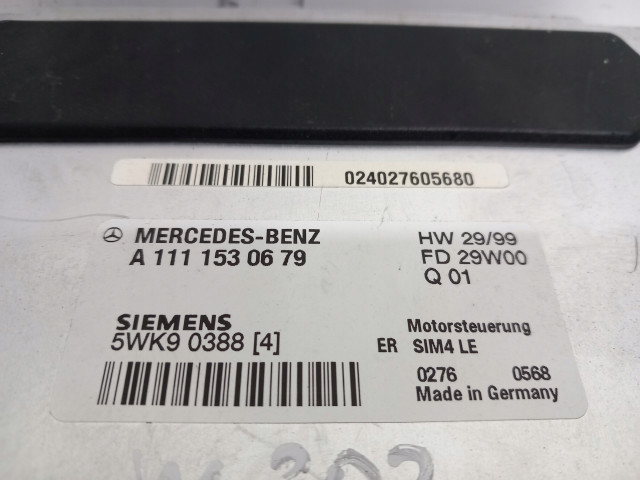 024027605680
MERCEDES-BENZ HW 29/99
A 111 153 06 79 FD 29W00
Q 01
SIEMENS Motorsteuerung
5WK9 0388 [4] ER SIM4 LE
0276 0568
Made in Germany